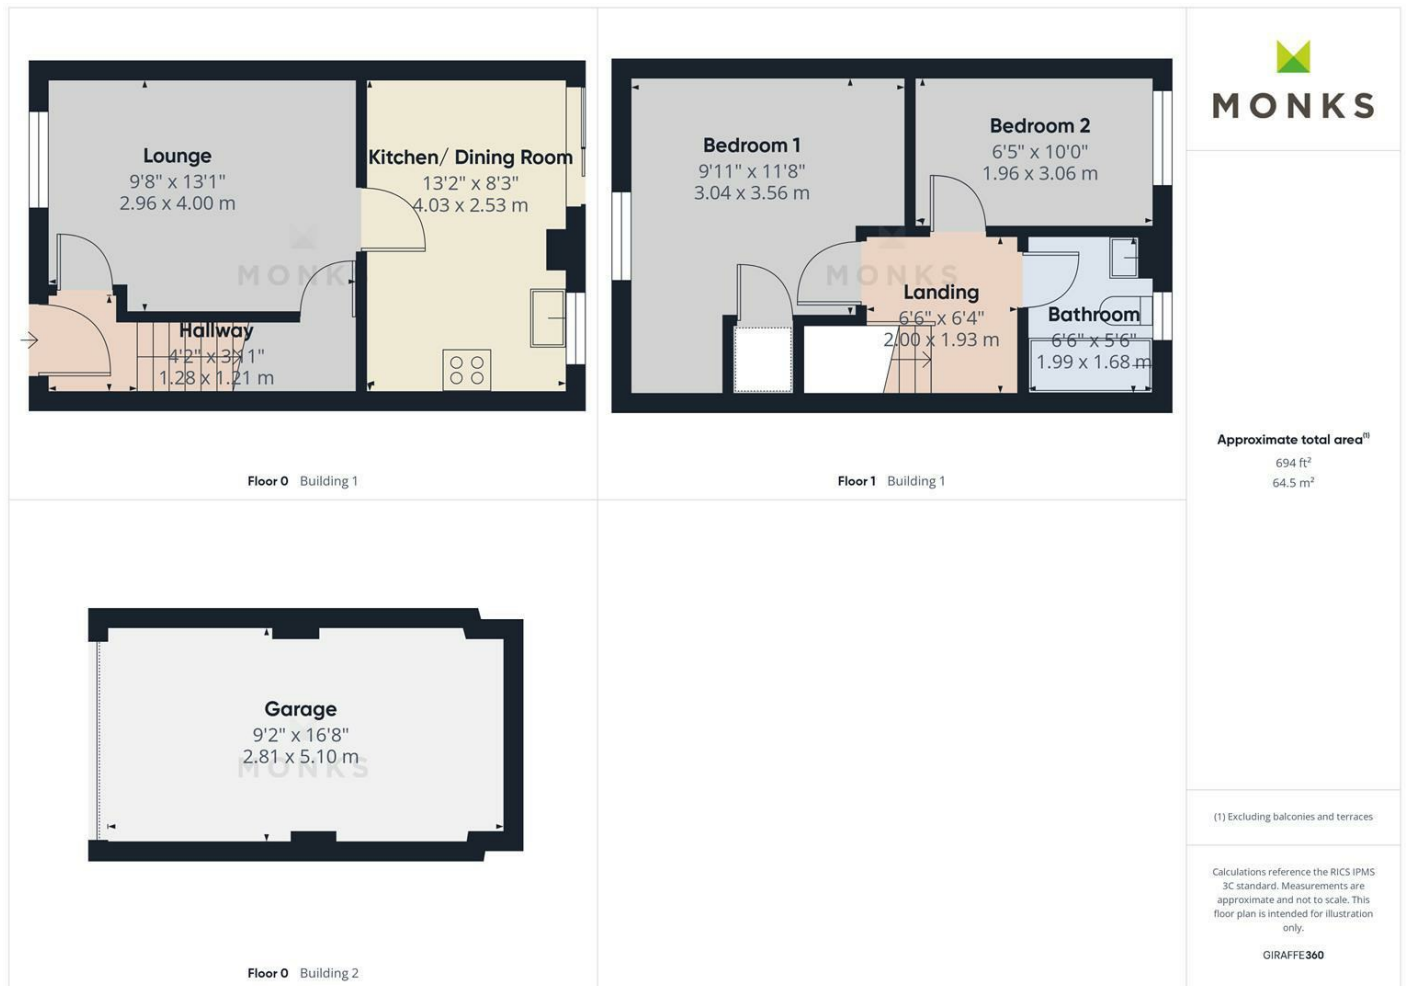 Lounge
9'8" x 13'1"
2.96 x 4.00 m
Kitchen/ Dining Room
13'2" x 8'3"
4.03 x 2.53 m
MONKS
Hallway
4'2" x 3'11"
1.28 x 1.21 m
Floor 0 Building 1
Bedroom 1
9'11" x 11'8"
3.04 x 3.56 m
Bedroom 2
6'5" x 10'0"
1.96 x 3.06 m
MONKS
Landing
6'6" x 6'4"
2.00 x 1.93 m
Bathroom
6'6" x 5'6"
1.99 x 1.68 m
Floor 1 Building 1
Garage
9'2" x 16'8"
2.81 x 5.10 m
MONKS
Floor 0 Building 2
MONKS
Approximate total area(1)
694 ft²
64.5 m²
(1) Excluding balconies and terraces
Calculations reference the RICS IPMS
3C standard. Measurements are
approximate and not to scale. This
floor plan is intended for illustration
only.
GIRAFFE360